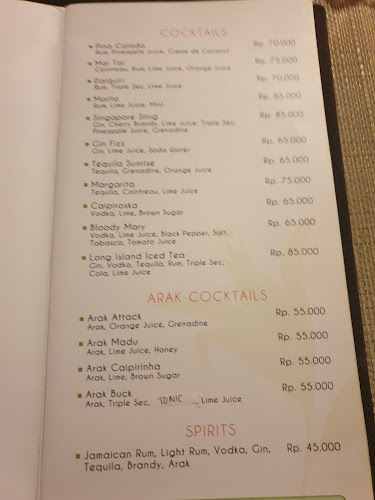 COCKTAILS
Pina Colada Rp. 70.000
Rum, Pineapple Juice, Crème de Coconut
Mai Tai Rp. 75.000
Cointreau, Rum, Lime Juice, Orange Juice
Daiquiri Rp. 70.000
Rum, Triple Sec, Lime Juice
Mojito Rp. 65.000
Rum, Lime Juice, Mint
Singapore Sling Rp. 85.000
Gin, Cherry Brandy, Lime Juice, Triple Sec,
Pineapple Juice, Grenadine
Gin Fizz Rp. 65.000
Gin, Lime Juice, Soda Water
Tequila Sunrise Rp. 65.000
Tequila, Grenadine, Orange Juice
Margarita Rp. 75.000
Tequila, Cointreau, Lime Juice
Caipiroska Rp. 65.000
Vodka, Lime, Brown Sugar
Bloody Mary Rp. 65.000
Vodka, Lime Juice, Black Pepper, Salt,
Tabasco, Tomato Juice
Long Island Iced Tea Rp. 85.000
Gin, Vodka, Tequila, Rum, Triple Sec,
Cola, Lime Juice
ARAK COCKTAILS
Arak Attack Rp. 55.000
Arak, Orange Juice, Grenadine
Arak Madu Rp. 55.000
Arak, Lime Juice, Honey
Arak Caipirinha Rp. 55.000
Arak, Lime, Brown Sugar
Arak Buck Rp. 55.000
Arak, Triple Sec, TONIC Lime Juice
SPIRITS
Jamaican Rum, Light Rum, Vodka, Gin, Rp. 45.000
Tequila, Brandy, Arak